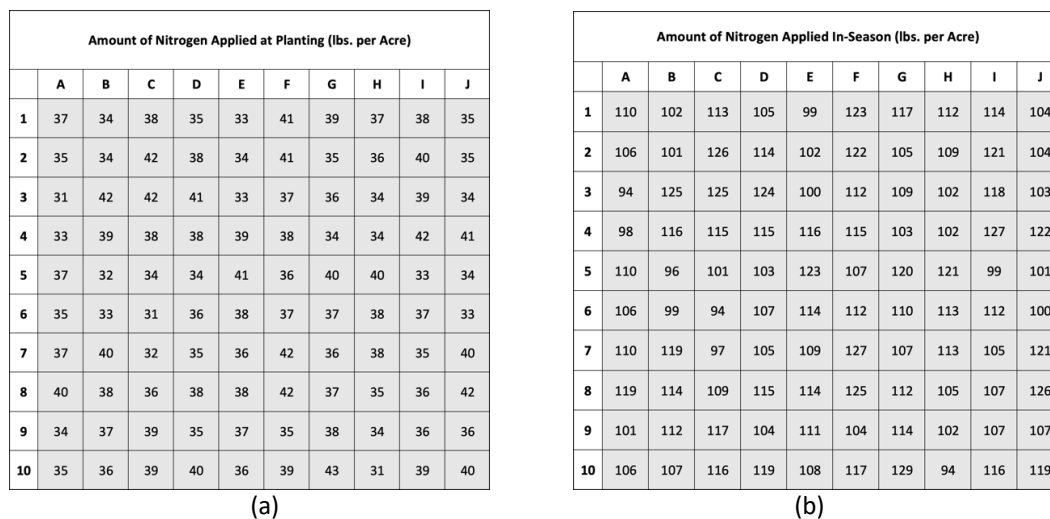 Amount of Nitrogen Applied at Planting (lbs. per Acre)
A B C D E F G H I J
1 37 34 38 35 33 41 39 37 38 35
2 35 34 42 38 34 41 35 36 40 35
3 31 42 42 41 33 37 36 34 39 34
4 33 39 38 38 39 38 34 34 42 41
5 37 32 34 34 41 36 40 40 33 34
6 35 33 31 36 38 37 37 38 37 33
7 37 40 32 35 36 42 36 38 35 40
8 40 38 36 38 38 42 37 35 36 42
9 34 37 39 35 37 35 38 34 36 36
10 35 36 39 40 36 39 43 31 39 40
(a)
Amount of Nitrogen Applied In-Season (lbs. per Acre)
A B C D E F G H I J
1 110 102 113 105 99 123 117 112 114 104
2 106 101 126 114 102 122 105 109 121 104
3 94 125 125 124 100 112 109 102 118 103
4 98 116 115 115 116 115 103 102 127 122
5 110 96 101 103 123 107 120 121 99 101
6 106 99 94 107 114 112 110 113 112 100
7 110 119 97 105 109 127 107 113 105 121
8 119 114 109 115 114 125 112 105 107 126
9 101 112 117 104 111 104 114 102 107 107
10 106 107 116 119 108 117 129 94 116 119
(b)